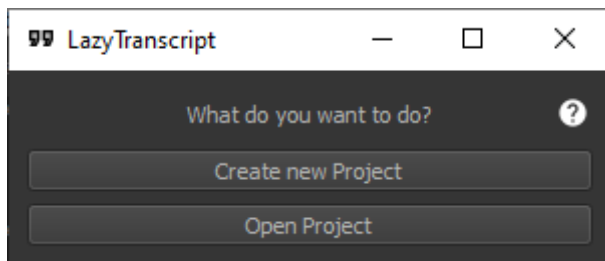 LazyTranscript
What do you want to do?
Create new Project
Open Project